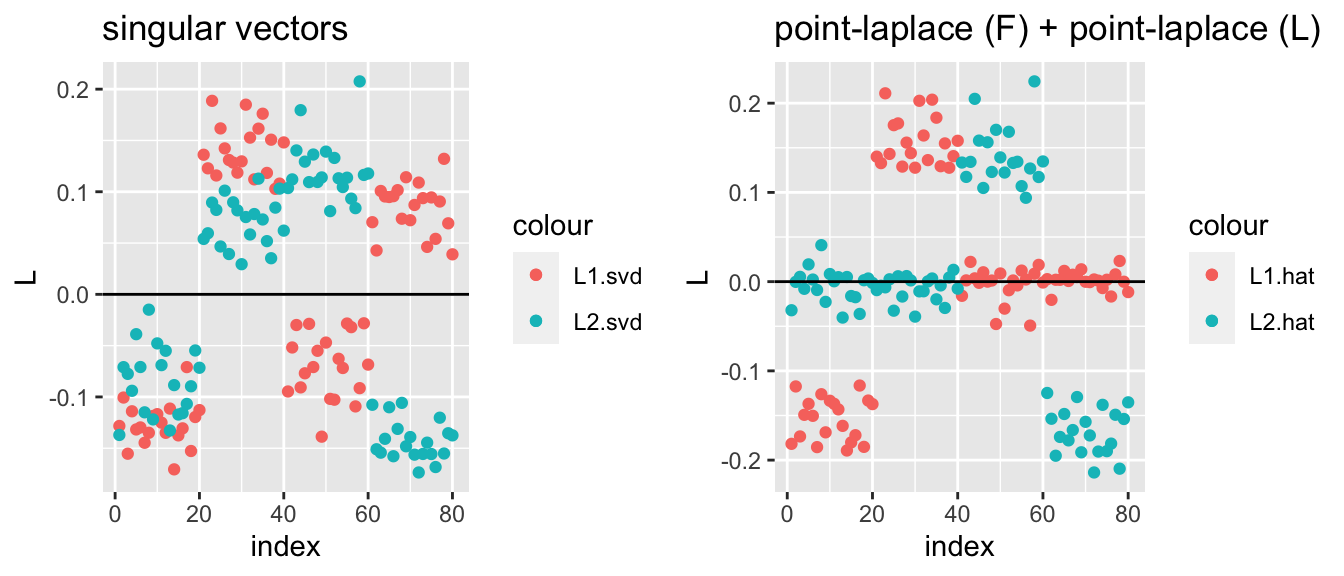 singular vectors
L
0.2
0.1
0.0
-0.1
0 20 40 60 80
index
colour
L1.svd
L2.svd
point-laplace (F) + point-laplace (L)
L
0.2
0.1
0.0
-0.1
-0.2
0 20 40 60 80
index
colour
L1.hat
L2.hat